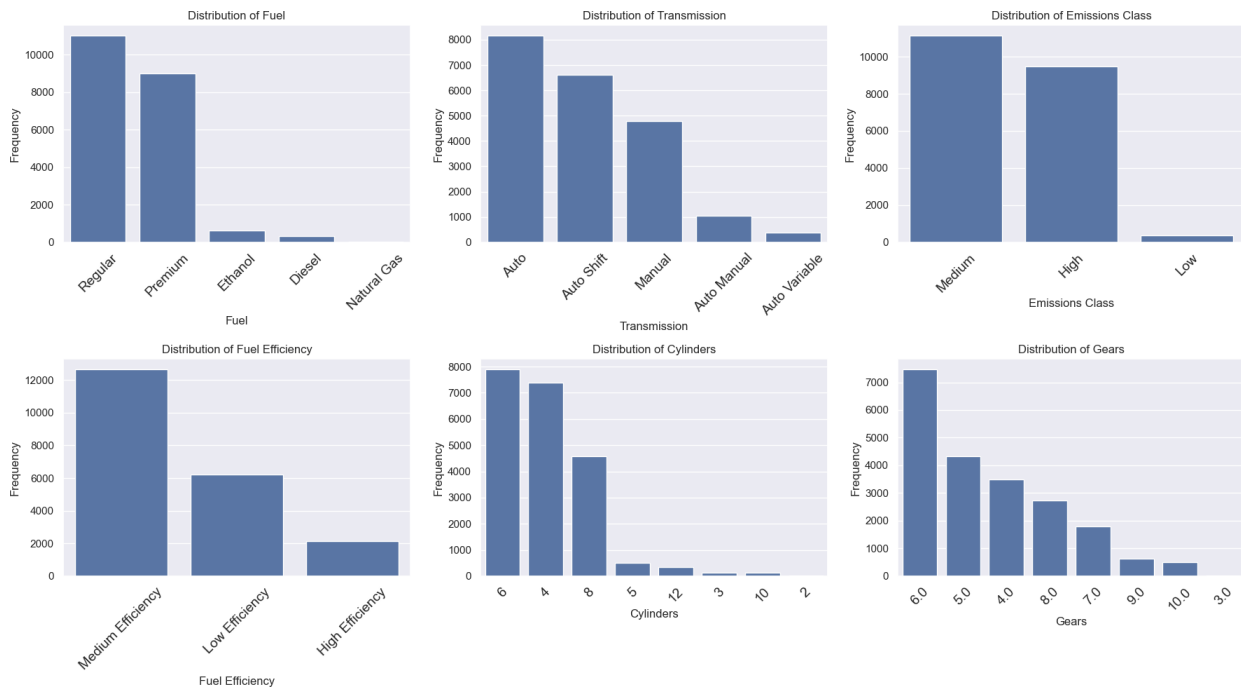 Distribution of Fuel
Frequency
10000
8000
6000
4000
2000
0
Regular
Premium
Ethanol
Diesel
Natural Gas
Fuel
Distribution of Transmission
Frequency
8000
7000
6000
5000
4000
3000
2000
1000
0
Auto
Auto Shift
Manual
Auto Manual
Auto Variable
Transmission
Distribution of Emissions Class
Frequency
10000
8000
6000
4000
2000
0
Medium
High
Low
Emissions Class
Distribution of Fuel Efficiency
Frequency
12000
10000
8000
6000
4000
2000
0
Medium Efficiency
Low Efficiency
High Efficiency
Fuel Efficiency
Distribution of Cylinders
Frequency
8000
7000
6000
5000
4000
3000
2000
1000
0
6
4
8
5
12
3
10
2
Cylinders
Distribution of Gears
Frequency
7000
6000
5000
4000
3000
2000
1000
0
6.0
5.0
4.0
8.0
7.0
9.0
10.0
3.0
Gears